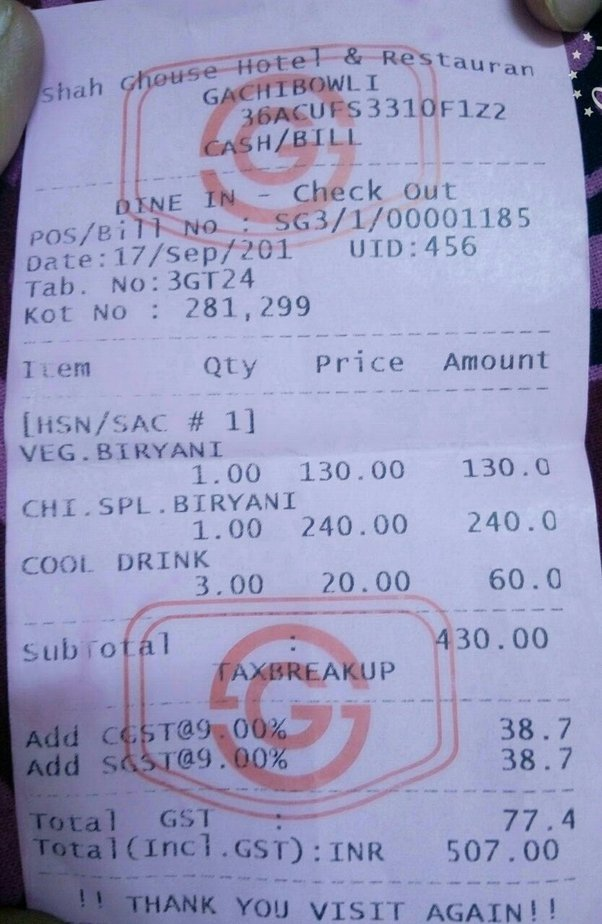 Shah Ghouse Hotel & Restauran
GACHIBOWLI
36ACUFS3310F1Z2
CASH/BILL
DINE IN - Check Out
POS/Bill No : SG3/1/00001185
Date:17/Sep/201 UID:456
Tab. No:3GT24
Kot No : 281,299
Item Qty Price Amount
[HSN/SAC # 1]
VEG.BIRYANI
1.00 130.00 130.0
CHI.SPL.BIRYANI
1.00 240.00 240.0
COOL DRINK
3.00 20.00 60.0
SubTotal : 430.00
TAXBREAKUP
Add CGST@9.00% 38.7
Add SGST@9.00% 38.7
Total GST : 77.4
Total(Incl.GST):INR 507.00
!! THANK YOU VISIT AGAIN!!